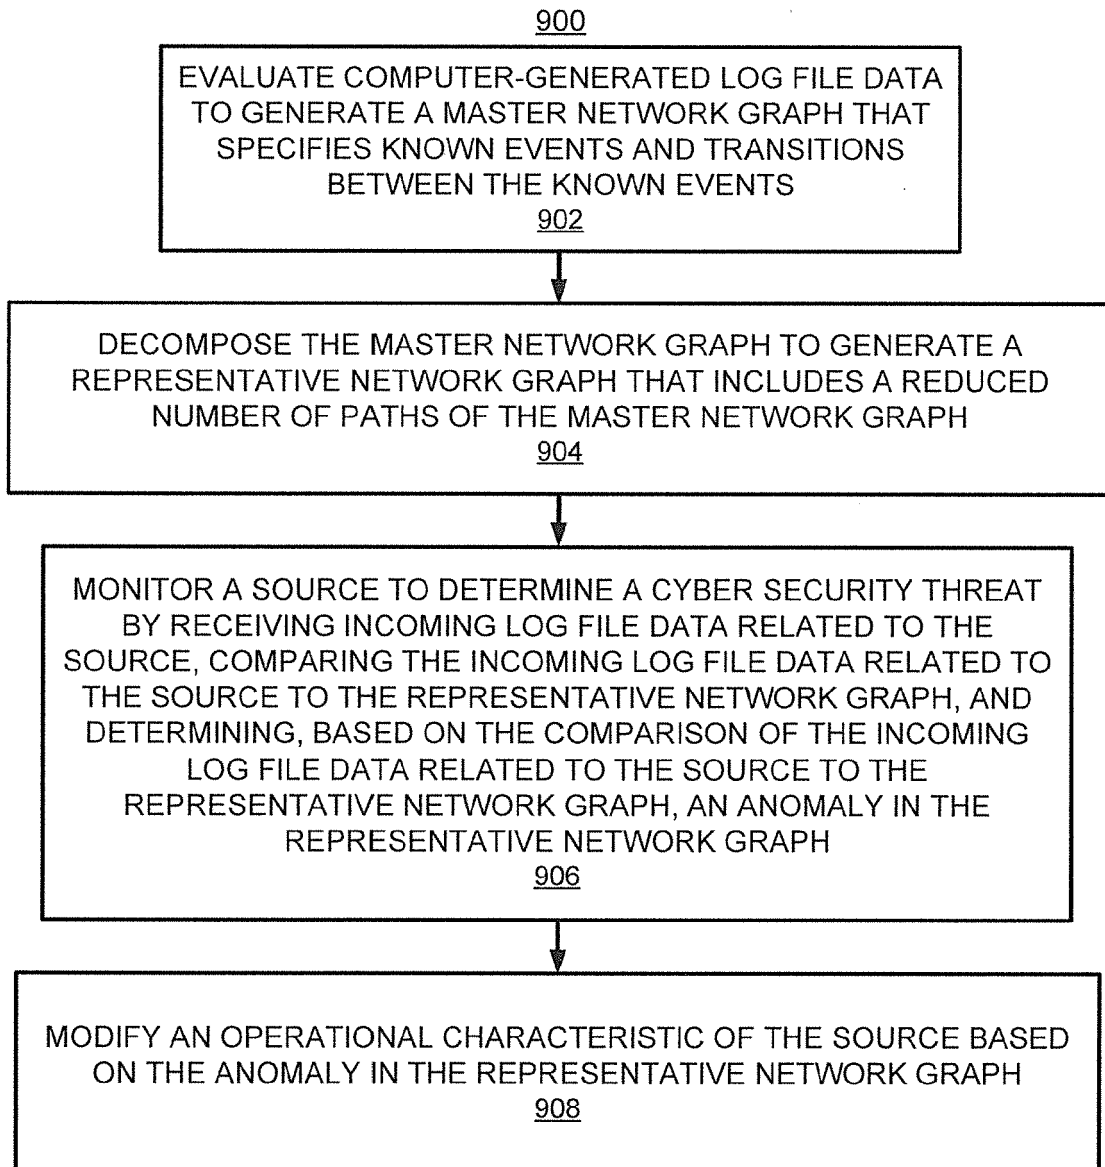 900
EVALUATE COMPUTER-GENERATED LOG FILE DATA
TO GENERATE A MASTER NETWORK GRAPH THAT
SPECIFIES KNOWN EVENTS AND TRANSITIONS
BETWEEN THE KNOWN EVENTS
902
DECOMPOSE THE MASTER NETWORK GRAPH TO GENERATE A
REPRESENTATIVE NETWORK GRAPH THAT INCLUDES A REDUCED
NUMBER OF PATHS OF THE MASTER NETWORK GRAPH
904
MONITOR A SOURCE TO DETERMINE A CYBER SECURITY THREAT
BY RECEIVING INCOMING LOG FILE DATA RELATED TO THE
SOURCE, COMPARING THE INCOMING LOG FILE DATA RELATED TO
THE SOURCE TO THE REPRESENTATIVE NETWORK GRAPH, AND
DETERMINING, BASED ON THE COMPARISON OF THE INCOMING
LOG FILE DATA RELATED TO THE SOURCE TO THE
REPRESENTATIVE NETWORK GRAPH, AN ANOMALY IN THE
REPRESENTATIVE NETWORK GRAPH
906
MODIFY AN OPERATIONAL CHARACTERISTIC OF THE SOURCE BASED
ON THE ANOMALY IN THE REPRESENTATIVE NETWORK GRAPH
908